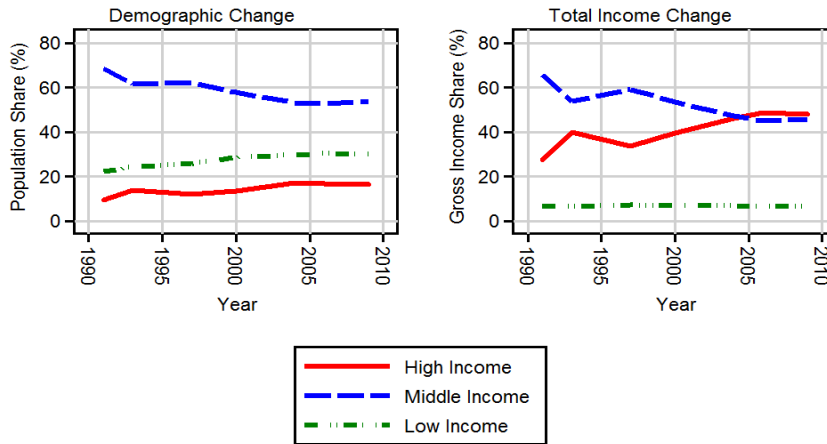 Demographic Change
Population Share (%)
80
60
40
20
0
1990
1995
2000
2005
2010
Year
Total Income Change
Gross Income Share (%)
80
60
40
20
0
1990
1995
2000
2005
2010
Year
High Income
Middle Income
Low Income